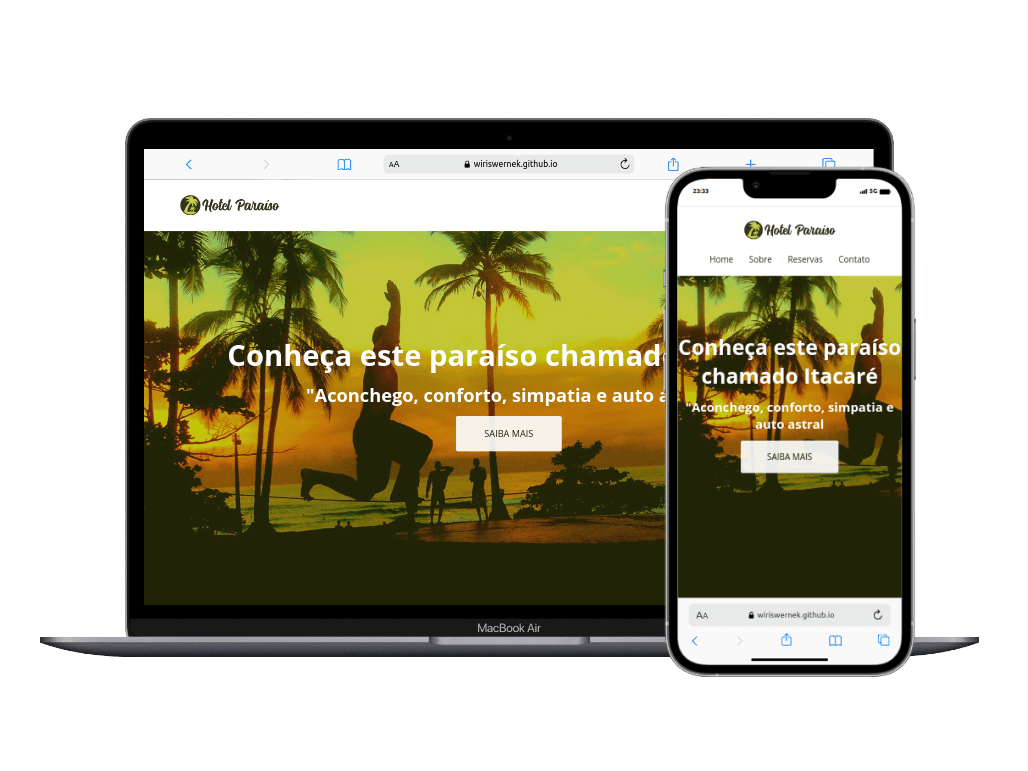 AA wiriswernek.github.io
Hotel Paraíso
Conheça este paraíso chamad
"Aconchego, conforto, simpatia e auto a
SAIBA MAIS
MacBook Air
23:33 5G
Hotel Paraíso
Home Sobre Reservas Contato
Conheça este paraíso
chamado Itacaré
"Aconchego, conforto, simpatia e
auto astral
SAIBA MAIS
AA wiriswernek.github.io